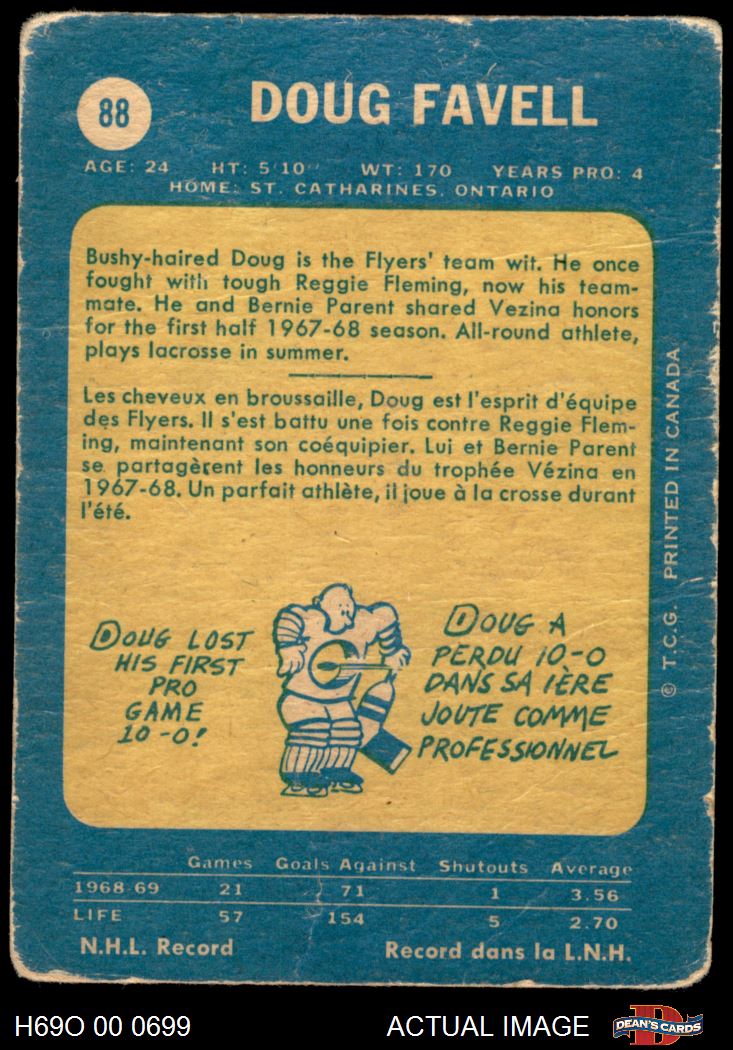 88
DOUG FAVELL
AGE: 24 HT: 5'10" WT: 170 YEARS PRO: 4
HOME: ST. CATHARINES, ONTARIO
Bushy-haired Doug is the Flyers' team wit. He once
fought with tough Reggie Fleming, now his team-
mate. He and Bernie Parent shared Vezina honors
for the first half 1967-68 season. All-round athlete,
plays lacrosse in summer.
Les cheveux en broussaille, Doug est l'esprit d'équipe
des Flyers. Il s'est battu une fois contre Reggie Flem-
ing, maintenant son coéquipier. Lui et Bernie Parent
se partagèrent les honneurs du trophée Vézina en
1967-68. Un parfait athlète, il joue à la crosse durant
l'été.
DOUG LOST
HIS FIRST
PRO
GAME
10-0!
DOUG A
PERDU 10-0
DANS SA 1ÈRE
JOUTE COMME
PROFESSIONNEL
© T.C.G. PRINTED IN CANADA
Games Goals Against Shutouts Average
1968-69 21 71 1 3.56
LIFE 57 154 5 2.70
N.H.L. Record Record dans la L.N.H.
H69O 00 0699 ACTUAL IMAGE
D
DEAN'S CARDS